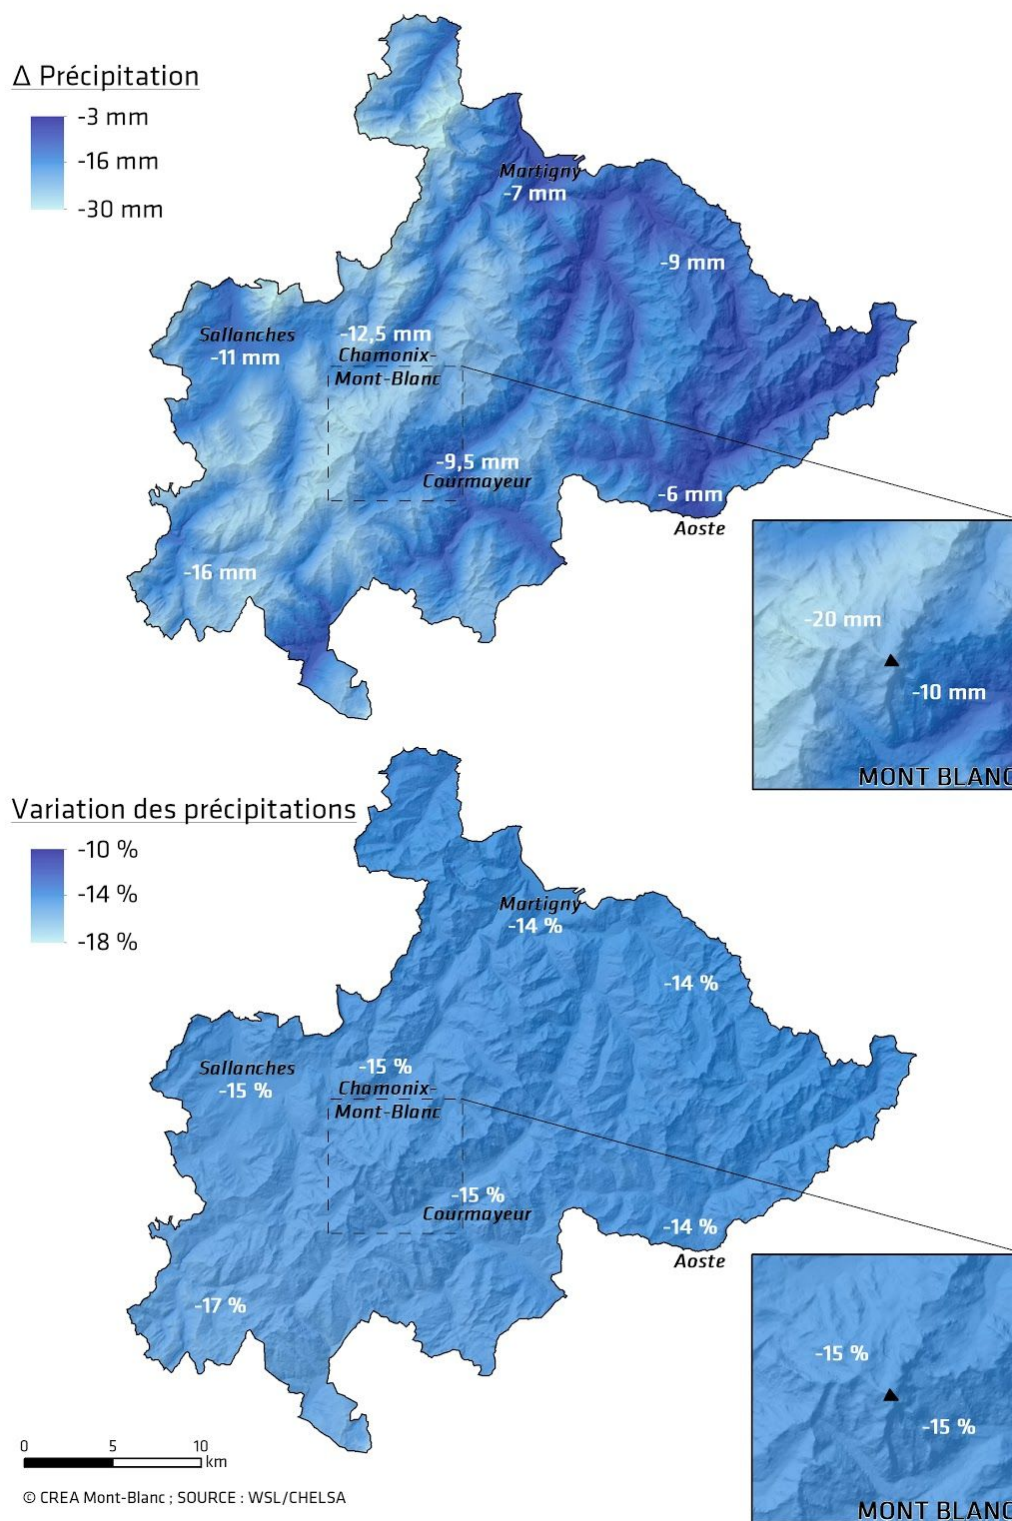 Δ Précipitation
-3 mm
-16 mm
-30 mm
Martigny
-7 mm
-9 mm
Sallanches
-11 mm
-12,5 mm
Chamonix-
Mont-Blanc
-9,5 mm
Courmayeur
-6 mm
Aoste
-16 mm
-20 mm
-10 mm
MONT BLANC
Variation des précipitations
-10 %
-14 %
-18 %
Martigny
-14 %
-14 %
Sallanches
-15 %
-15 %
Chamonix-
Mont-Blanc
-15 %
Courmayeur
-14 %
Aoste
-17 %
-15 %
-15 %
MONT BLANC
0 5 10
km
© CREA Mont-Blanc ; SOURCE : WSL/CHELSA